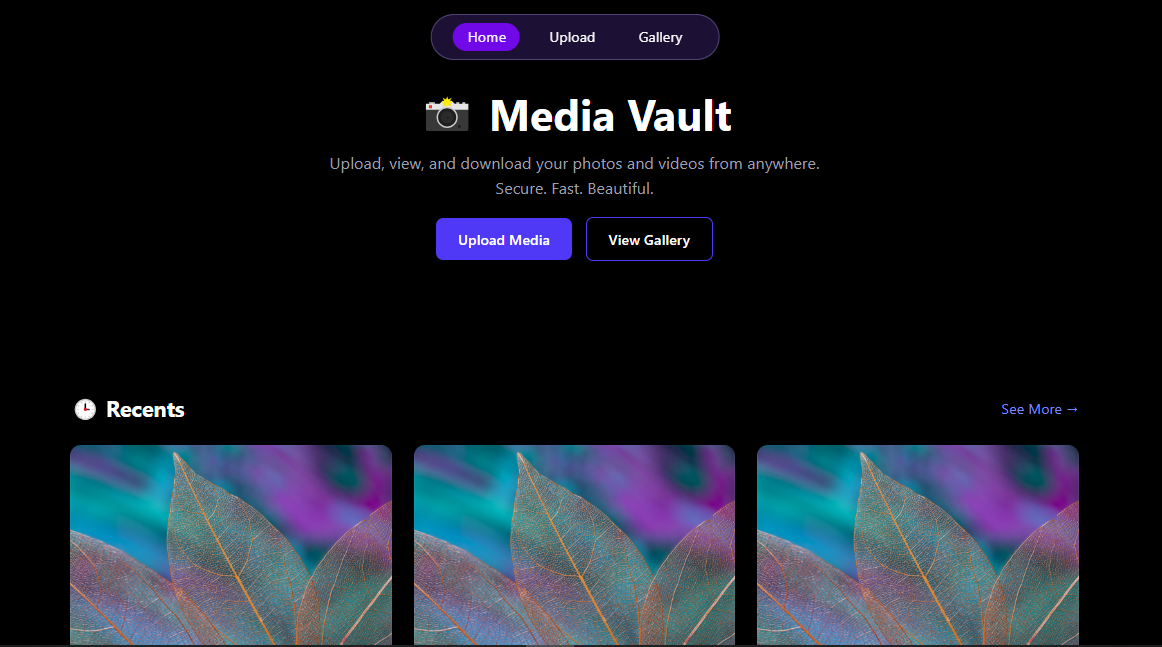 Home Upload Gallery
📸 Media Vault
Upload, view, and download your photos and videos from anywhere.
Secure. Fast. Beautiful.
Upload Media View Gallery
🕒 Recents See More →